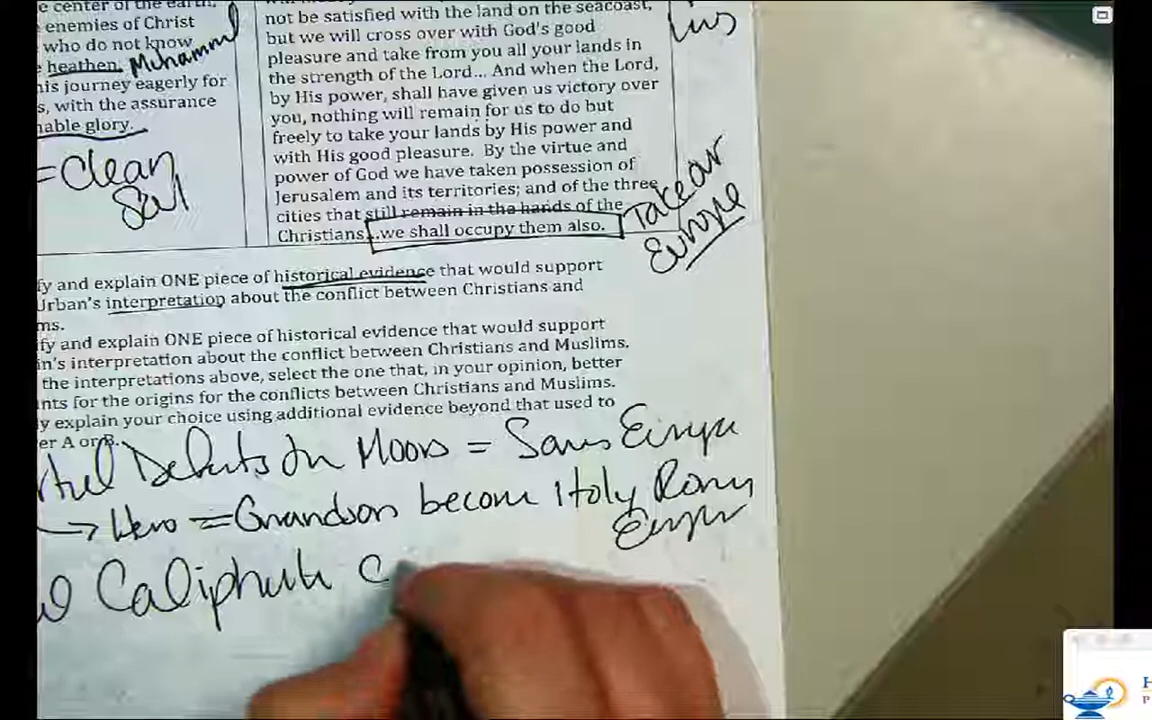 e center of the earth.
enemies of Christ
who do not know
heathen. Muhammd
is journey eagerly for
s, with the assurance
able glory.
=Clean
Soul
not be satisfied with the land on the seacoast,
but we will cross over with God's good
pleasure and take from you all your lands in
the strength of the Lord... And when the Lord,
by His power, shall have given us victory over
you, nothing will remain for us to do but
freely to take your lands by His power and
with His good pleasure. By the virtue and
power of God we have taken possession of
Jerusalem and its territories; and of the three
cities that still remain in the hands of the
Christians...we shall occupy them also.
Take over
Europe
fy and explain ONE piece of historical evidence that would support
Urban's interpretation about the conflict between Christians and
ms.
fy and explain ONE piece of historical evidence that would support
in's interpretation about the conflict between Christians and Muslims.
the interpretations above, select the one that, in your opinion, better
nts for the origins for the conflicts between Christians and Muslims.
y explain your choice using additional evidence beyond that used to
er A or B.
Defeats the Moors = Saves Europe
→ Hero = Grandson become Holy Roman
Caliphate
H
P